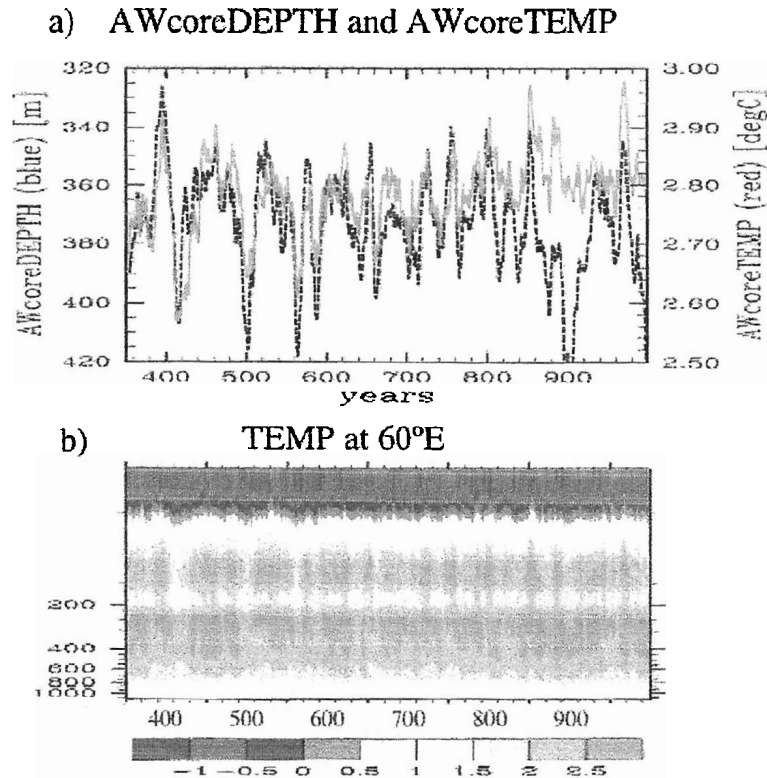 a) AWcoreDEPTH and AWcoreTEMP
AWcoreDEPTH (blue) [m]
320
340
360
380
400
420
3.00
2.90
2.80
2.70
2.60
2.50
AWcoreTEMP (red) [degC]
400 500 600 700 800 900
years
b) TEMP at 60ºE
200
400
600
800
1000
400 500 600 700 800 900
-1 -0.5 0 0.5 1 1.5 2 2.5